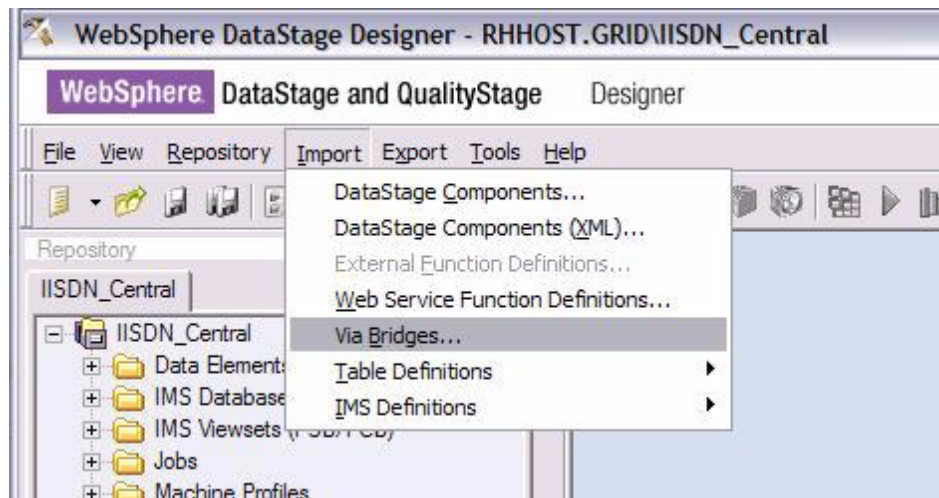 WebSphere DataStage Designer - RHHOST.GRID\IISDN_Central
WebSphere. DataStage and QualityStage Designer
File View Repository Import Export Tools Help
DataStage Components...
DataStage Components (XML)...
External Function Definitions...
Web Service Function Definitions...
Via Bridges...
Table Definitions
IMS Definitions
Repository
IISDN_Central
IISDN_Central
Data Elements
IMS Database
IMS Viewsets
Jobs
Machine Profiles